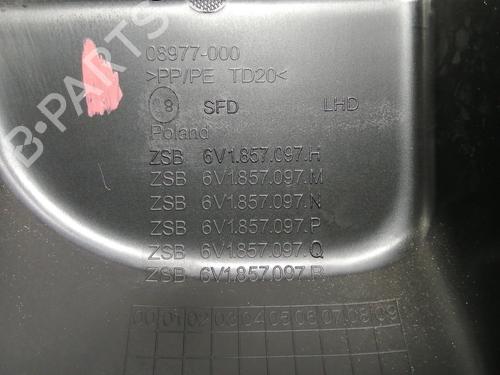 08977-000
>PP/PE TD20<
8 SFD LHD
Poland
ZSB 6V1.857.097.H
ZSB 6V1.857.097.M
ZSB 6V1.857.097.N
ZSB 6V1.857.097.P
ZSB 6V1.857.097.Q
ZSB 6V1.857.097.R
00 01 02 03 04 05 06 07 08 09
B-PARTS